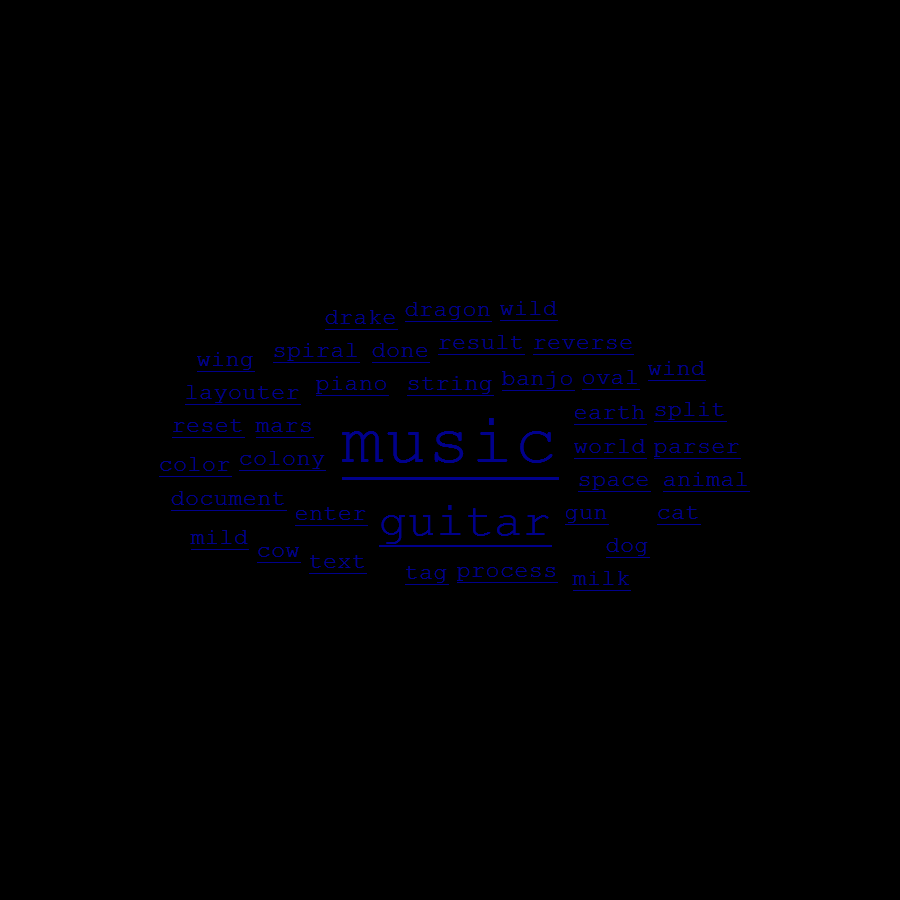 drake dragon wild
wing spiral done result reverse
layouter piano string banjo oval wind
reset mars music earth split
color colony world parser
document enter guitar space animal
mild cow text gun cat
tag process milk dog